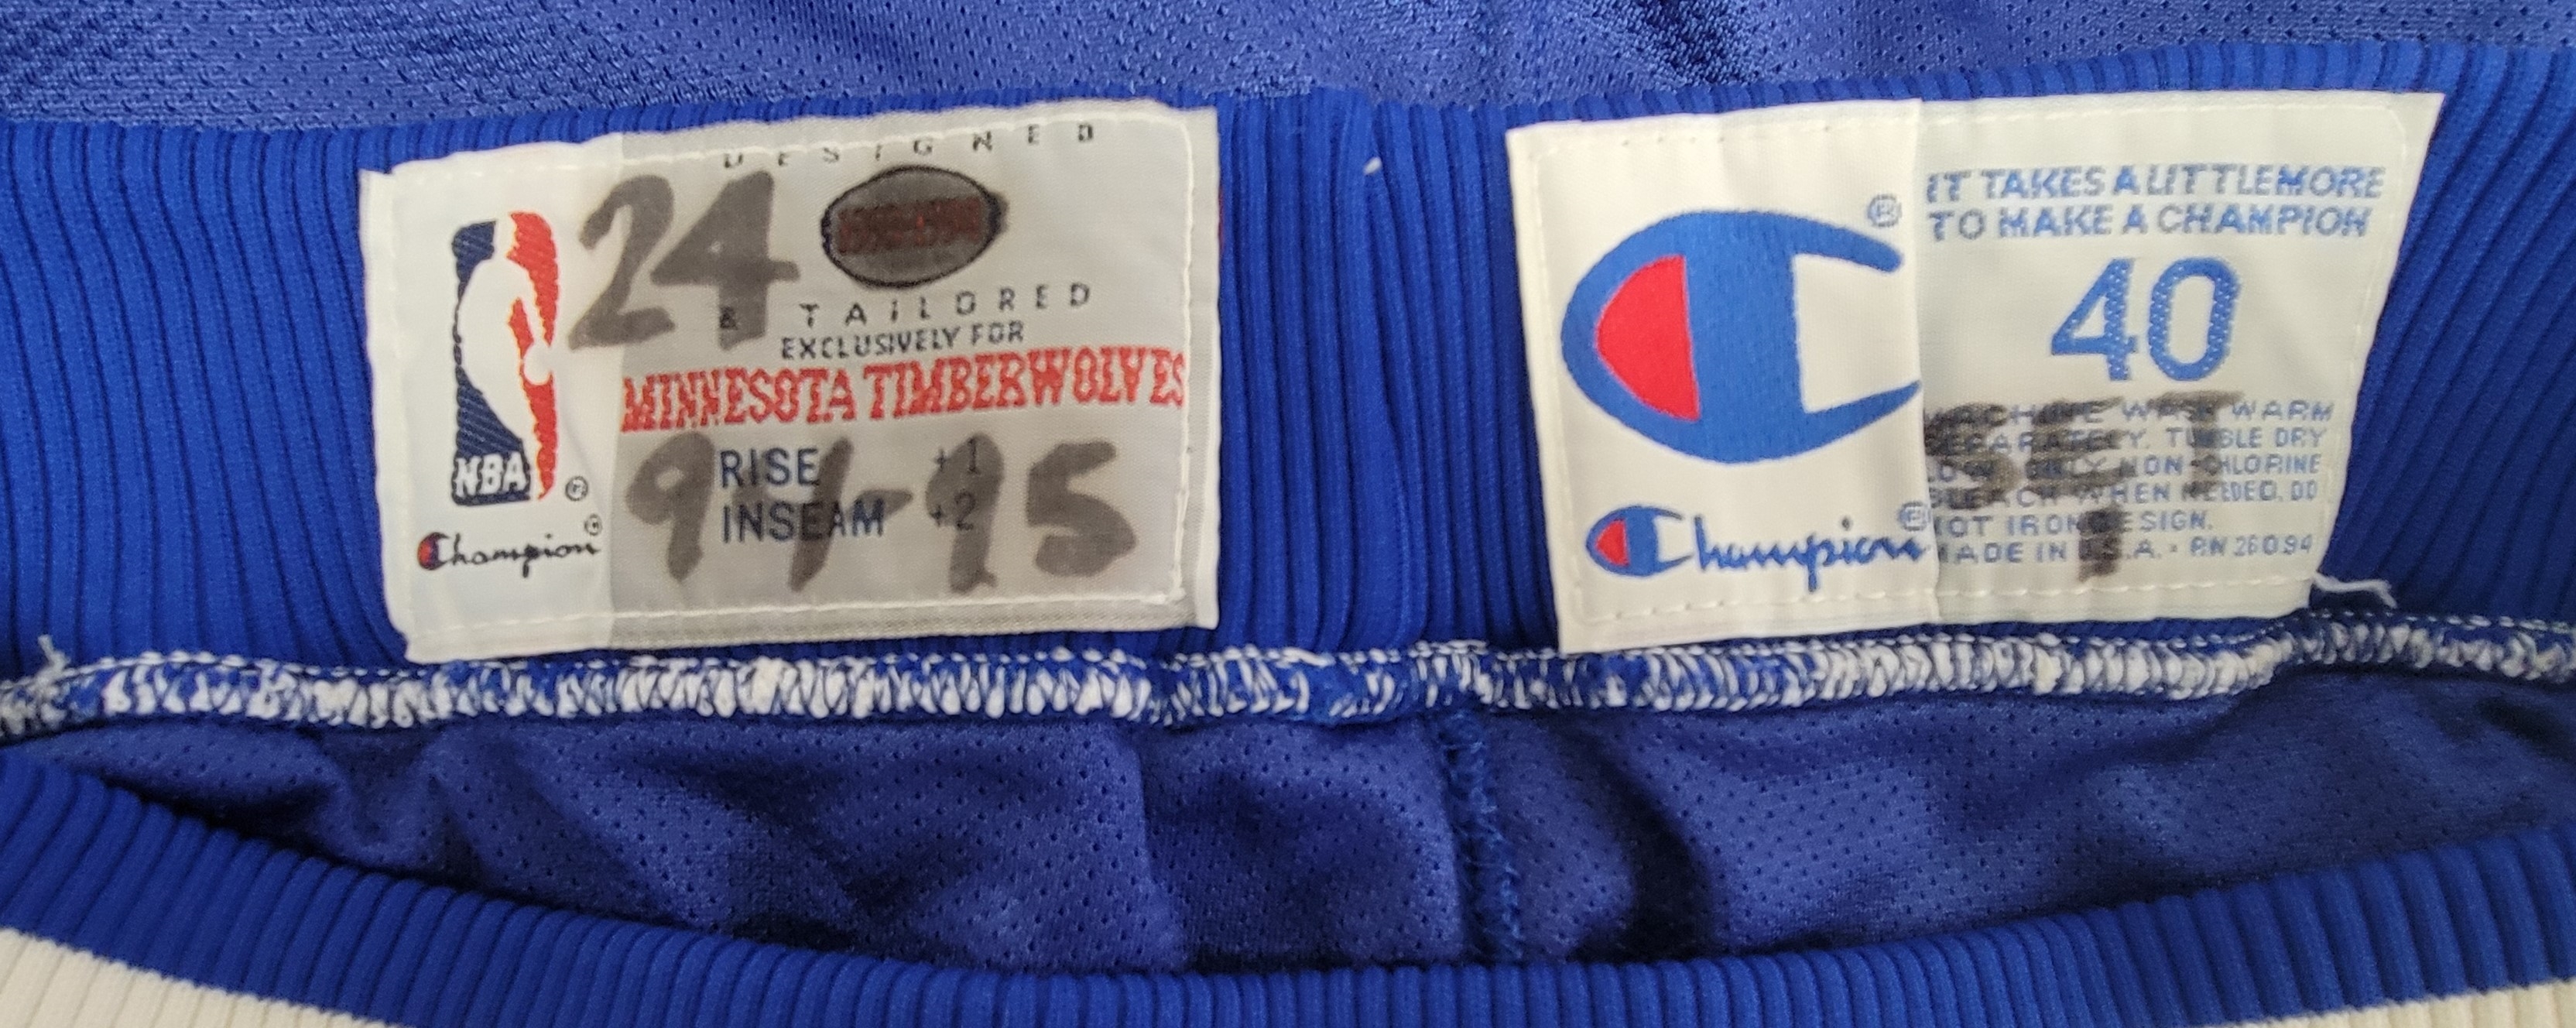 DESIGNED
24
& TAILORED
EXCLUSIVELY FOR
MINNESOTA TIMBERWOLVES
RISE +1
INSEAM +2
94-95
NBA ®
Champion ®
®
Champion ®
IT TAKES A LITTLE MORE
TO MAKE A CHAMPION
40
MACHINE WASH WARM
SEPARATELY. TUMBLE DRY
LOW. ONLY NON-CHLORINE
BLEACH WHEN NEEDED. DO
NOT IRON DESIGN.
MADE IN U.S.A. • RN 26094
SET
1